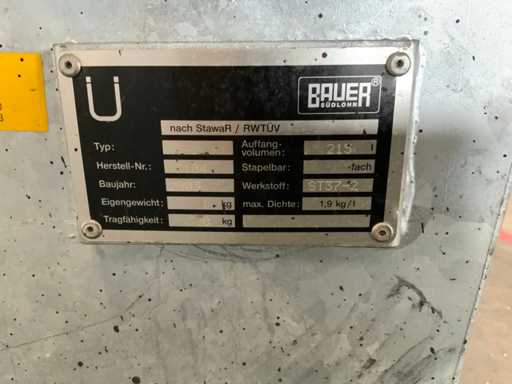 Ü
BAUER ®
SÜDLOHN
nach StawaR / RWTÜV
Typ: Auffang-
volumen: 215 l
Herstell-Nr.: Stapelbar: -fach
Baujahr: Werkstoff: ST37-2
Eigengewicht: kg max. Dichte: 1,9 kg/l
Tragfähigkeit: kg